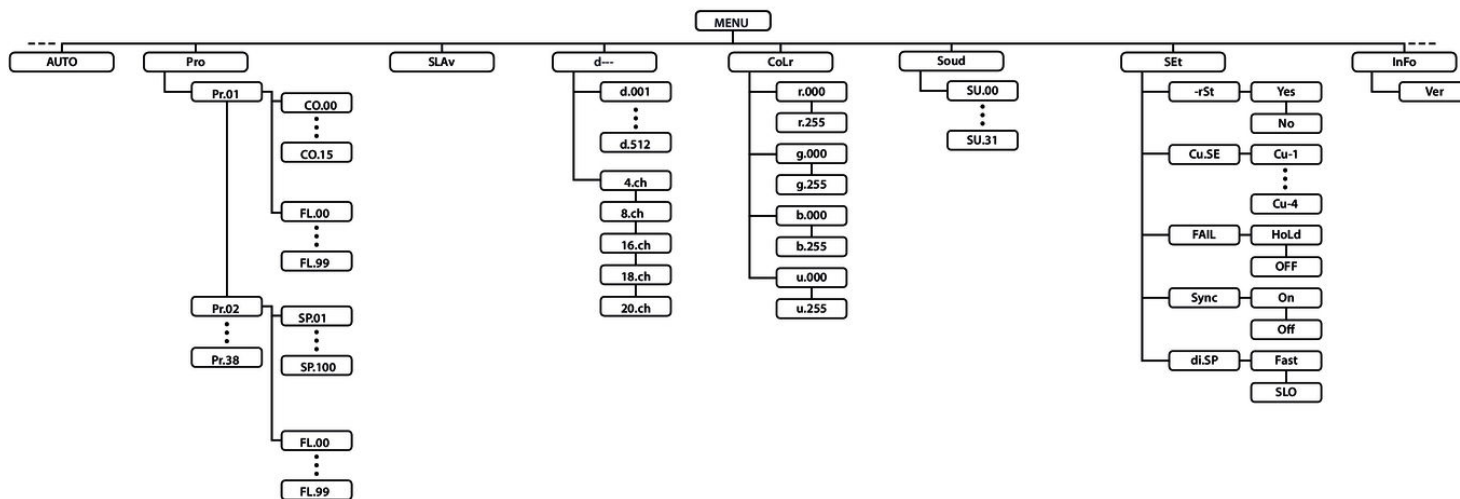 MENU
AUTO
Pro
SLAv
d---
CoLr
Soud
SEt
InFo
Pr.01
CO.00
CO.15
FL.00
FL.99
Pr.02
Pr.38
SP.01
SP.100
FL.00
FL.99
d.001
d.512
4.ch
8.ch
16.ch
18.ch
20.ch
r.000
r.255
g.000
g.255
b.000
b.255
u.000
u.255
SU.00
SU.31
-rSt
Yes
No
Cu.SE
Cu-1
Cu-4
FAIL
HoLd
OFF
Sync
On
Off
di.SP
Fast
SLO
Ver